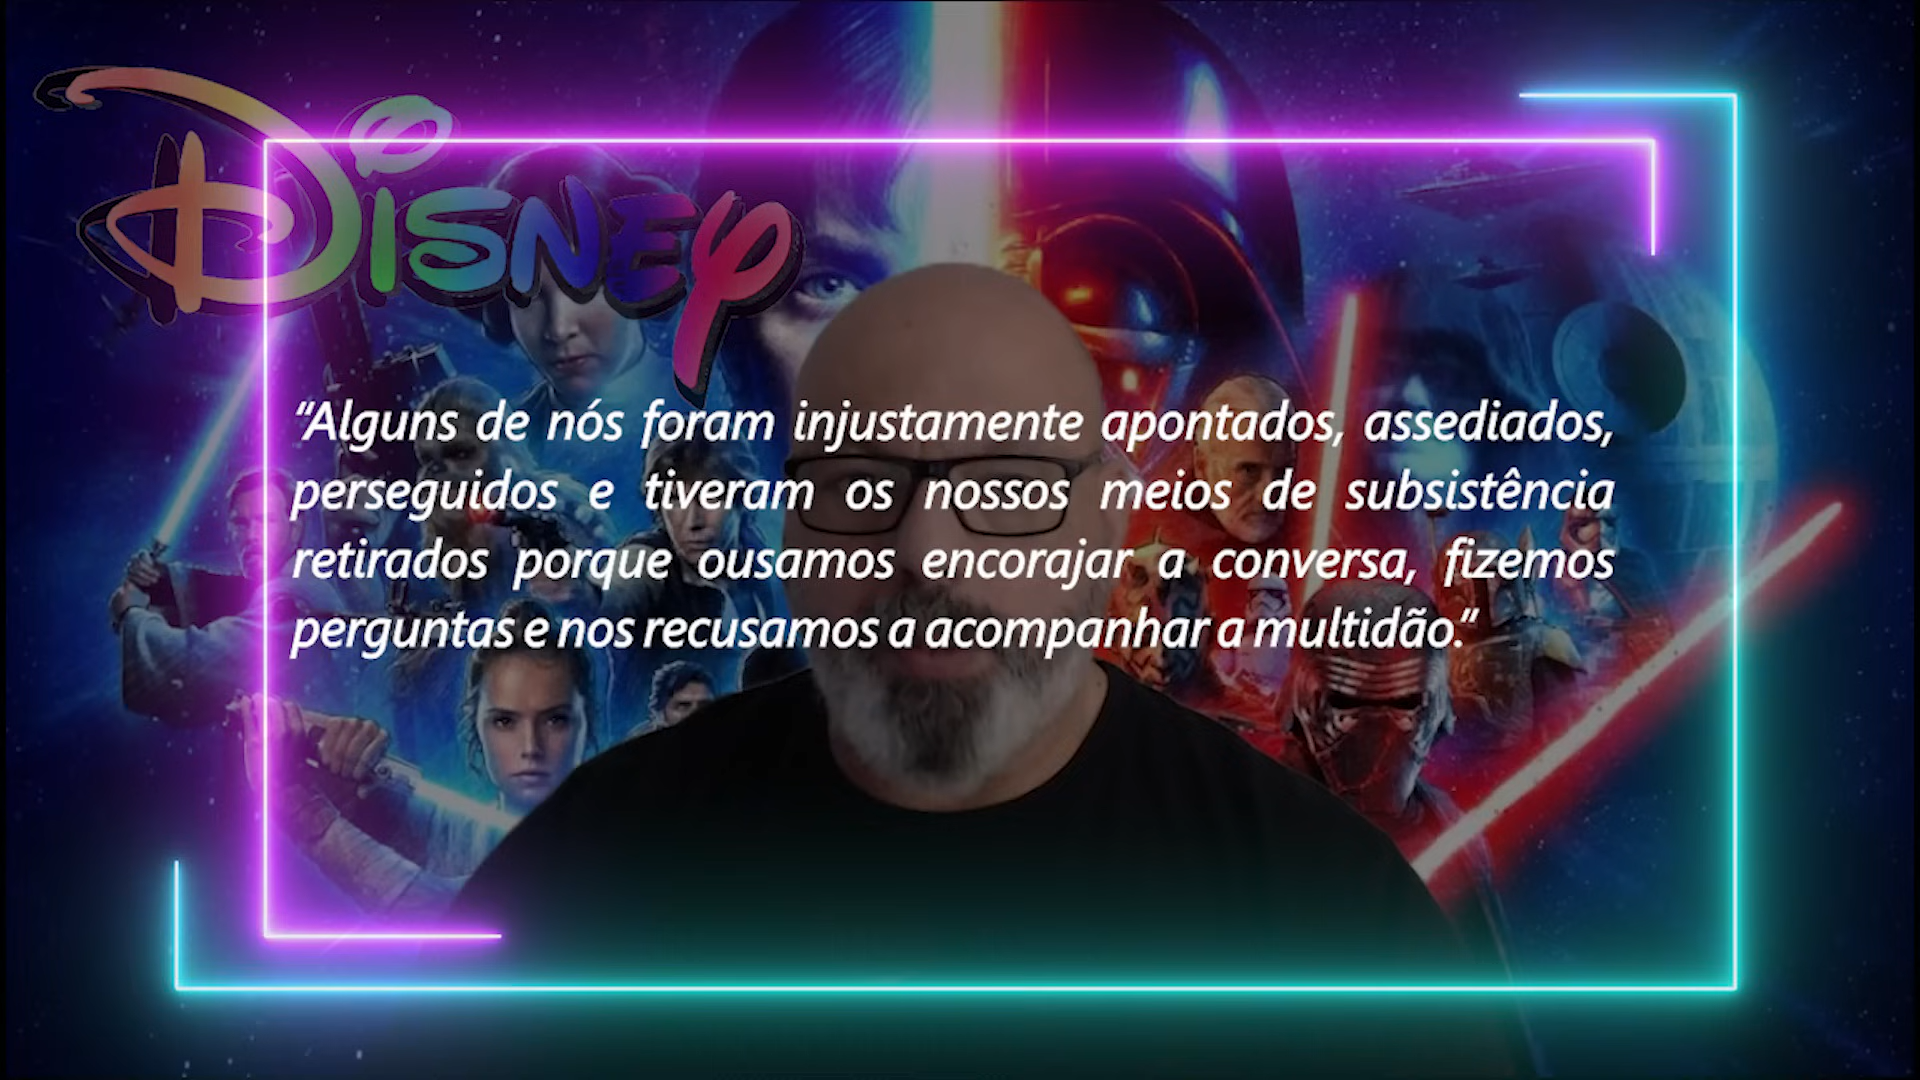 Disney
“Alguns de nós foram injustamente apontados, assediados,
perseguidos e tiveram os nossos meios de subsistência
retirados porque ousamos encorajar a conversa, fizemos
perguntas e nos recusamos a acompanhar a multidão.”